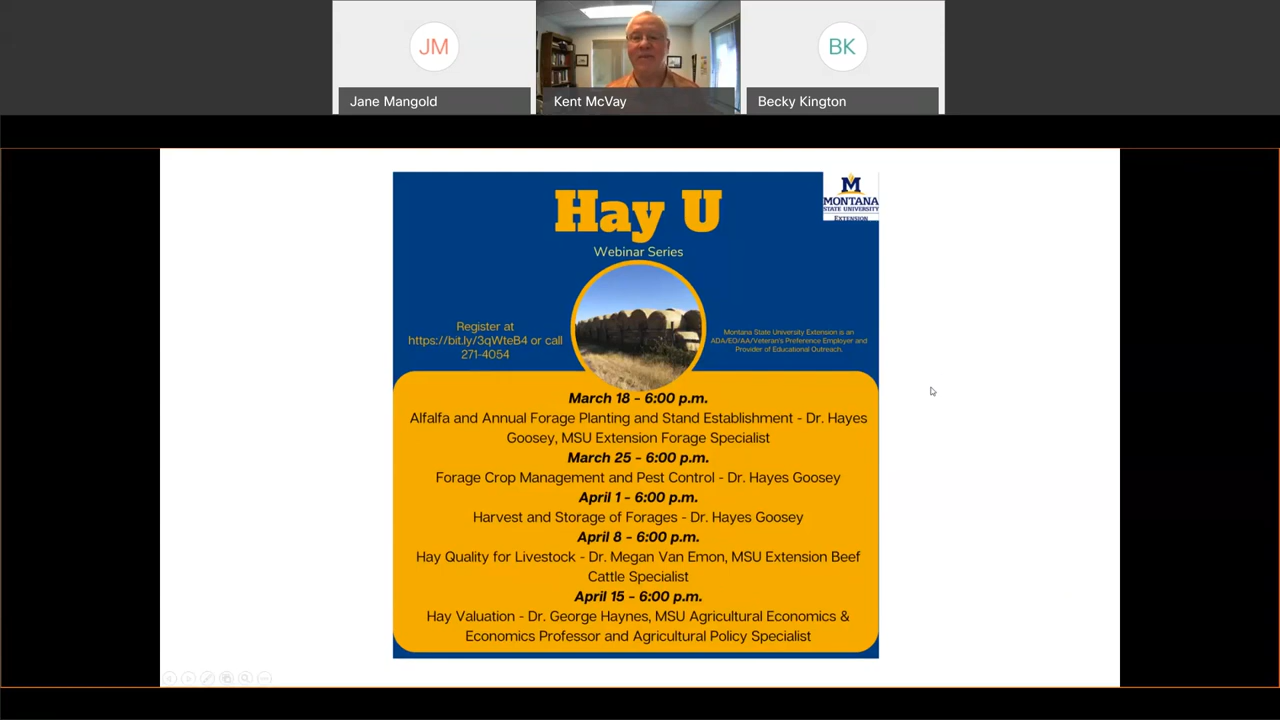 JM
BK
Jane Mangold
Kent McVay
Becky Kington
M
MONTANA
STATE UNIVERSITY
EXTENSION
Hay U
Webinar Series
Register at
https://bit.ly/3qWteB4 or call
271-4054
Montana State University Extension is an
ADA/EO/AA/Veteran's Preference Employer and
Provider of Educational Outreach.
March 18 - 6:00 p.m.
Alfalfa and Annual Forage Planting and Stand Establishment - Dr. Hayes
Goosey, MSU Extension Forage Specialist
March 25 - 6:00 p.m.
Forage Crop Management and Pest Control - Dr. Hayes Goosey
April 1 - 6:00 p.m.
Harvest and Storage of Forages - Dr. Hayes Goosey
April 8 - 6:00 p.m.
Hay Quality for Livestock - Dr. Megan Van Emon, MSU Extension Beef
Cattle Specialist
April 15 - 6:00 p.m.
Hay Valuation - Dr. George Haynes, MSU Agricultural Economics &
Economics Professor and Agricultural Policy Specialist